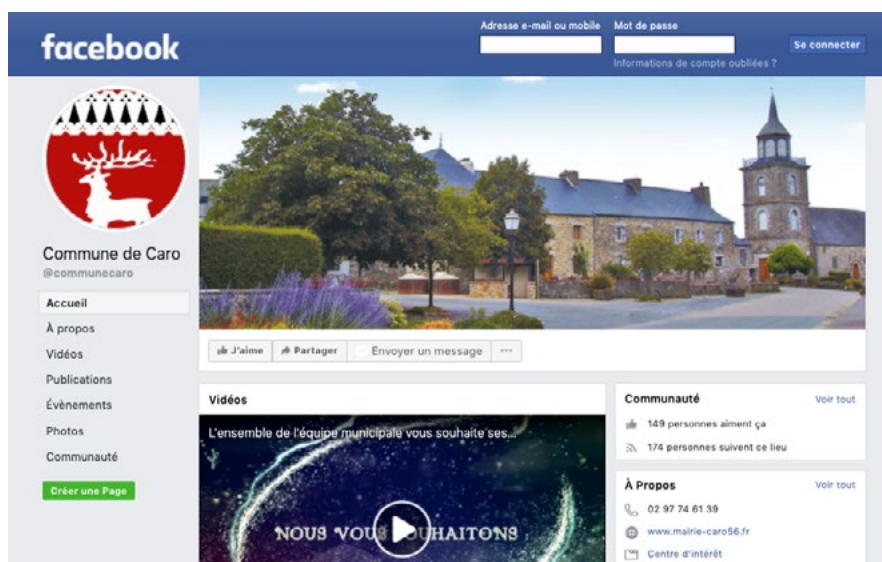 facebook
Adresse e-mail ou mobile
Mot de passe
Se connecter
Informations de compte oubliées ?
Commune de Caro
@communecaro
Accueil
À propos
Vidéos
Publications
Évènements
Photos
Communauté
Créer une Page
J'aime
Partager
Envoyer un message
Vidéos
L'ensemble de l'équipe municipale vous souhaite ses...
NOUS VOUS SOUHAITONS
Communauté
Voir tout
149 personnes aiment ça
174 personnes suivent ce lieu
À Propos
Voir tout
02 97 74 61 39
www.mairie-caro56.fr
Centre d'intérêt